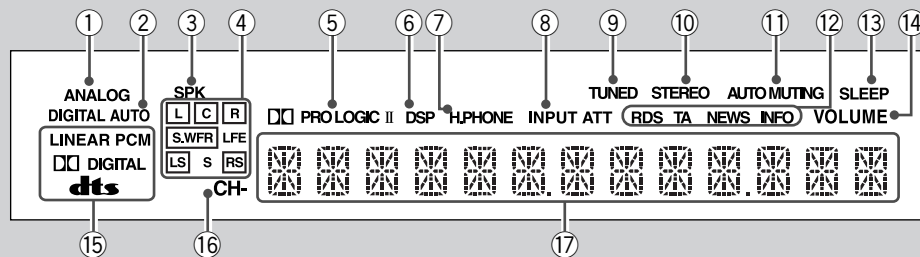 ① ② ③ ④ ⑤ ⑥ ⑦ ⑧ ⑨ ⑩ ⑪ ⑫ ⑬ ⑭
ANALOG SPK TUNED STEREO AUTO MUTING SLEEP
DIGITAL AUTO L C R DD PRO LOGIC II DSP H.PHONE INPUT ATT RDS TA NEWS INFO VOLUME
LINEAR PCM S.WFR LFE
DD DIGITAL LS S RS
dts CH-
⑮ ⑯ ⑰